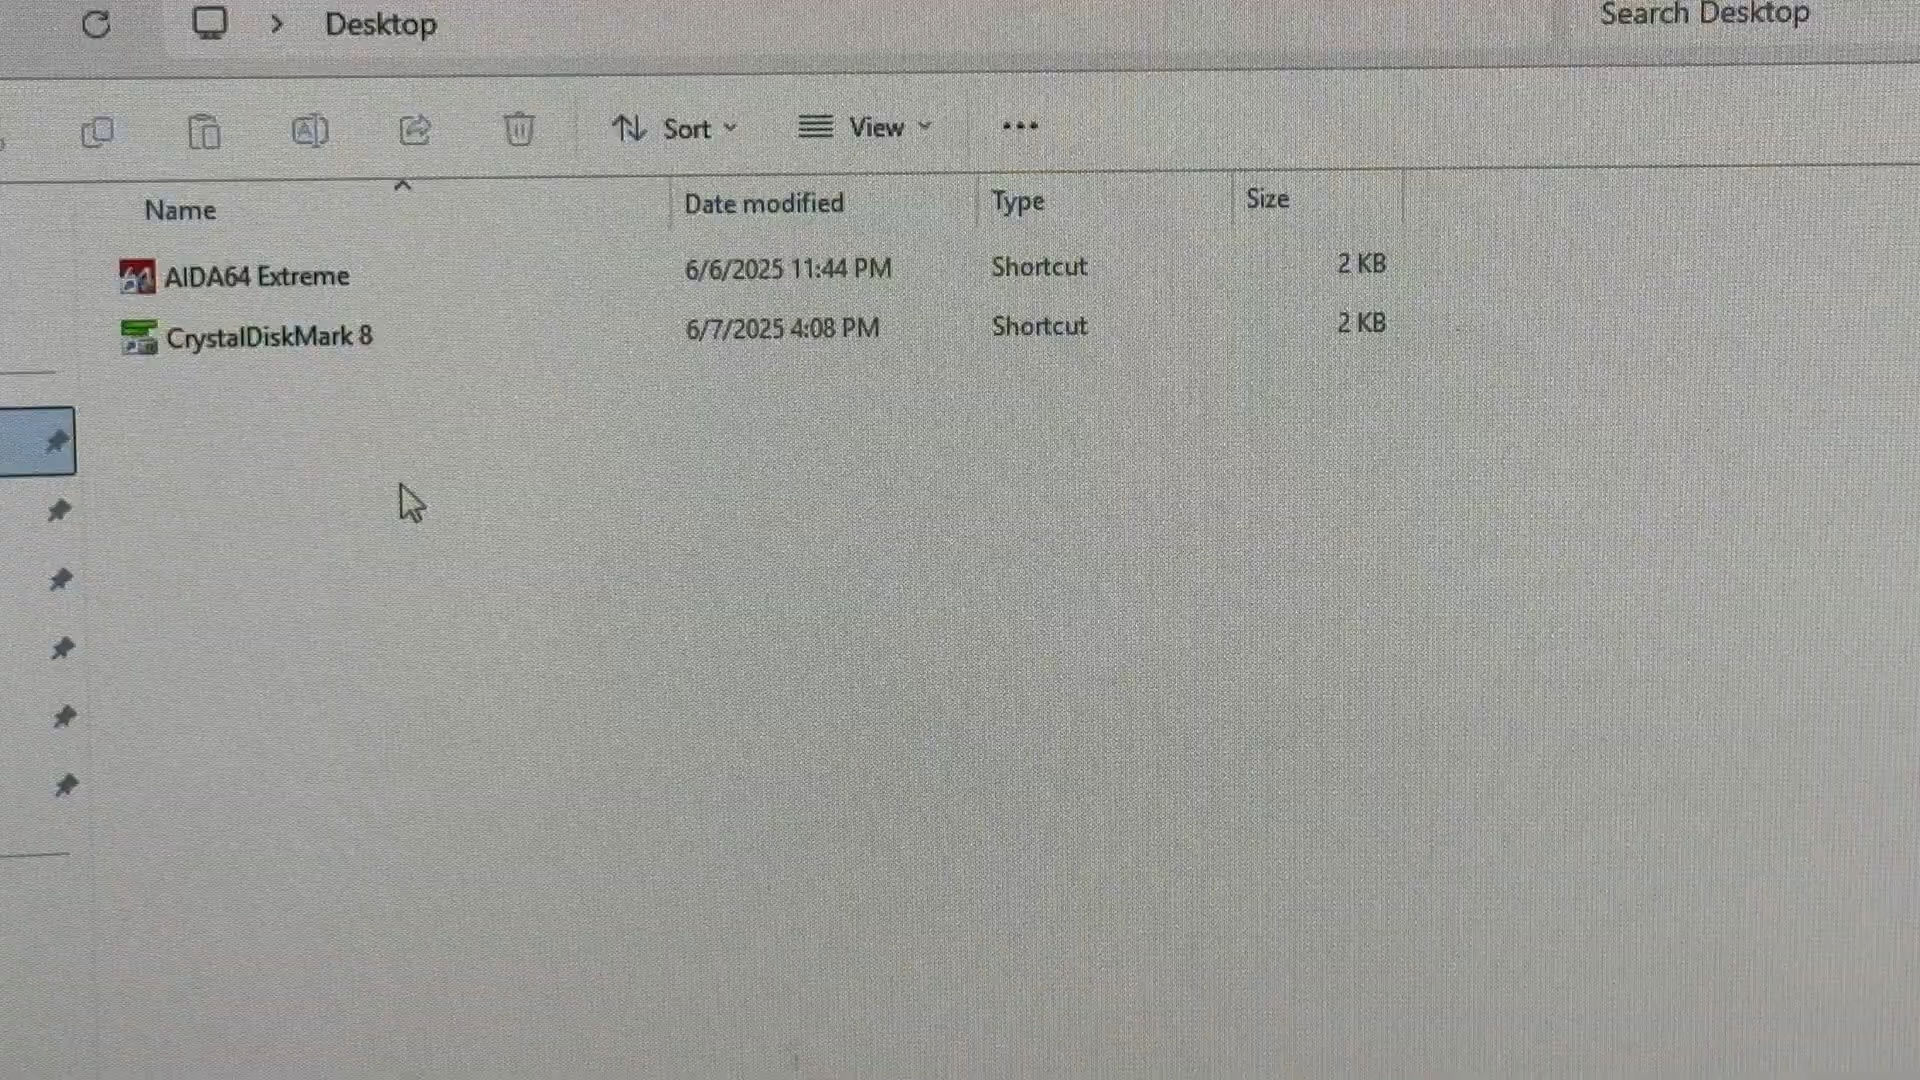 Desktop
Search Desktop
Sort
View
Name
Date modified
Type
Size
AIDA64 Extreme
6/6/2025 11:44 PM
Shortcut
2 KB
CrystalDiskMark 8
6/7/2025 4:08 PM
Shortcut
2 KB